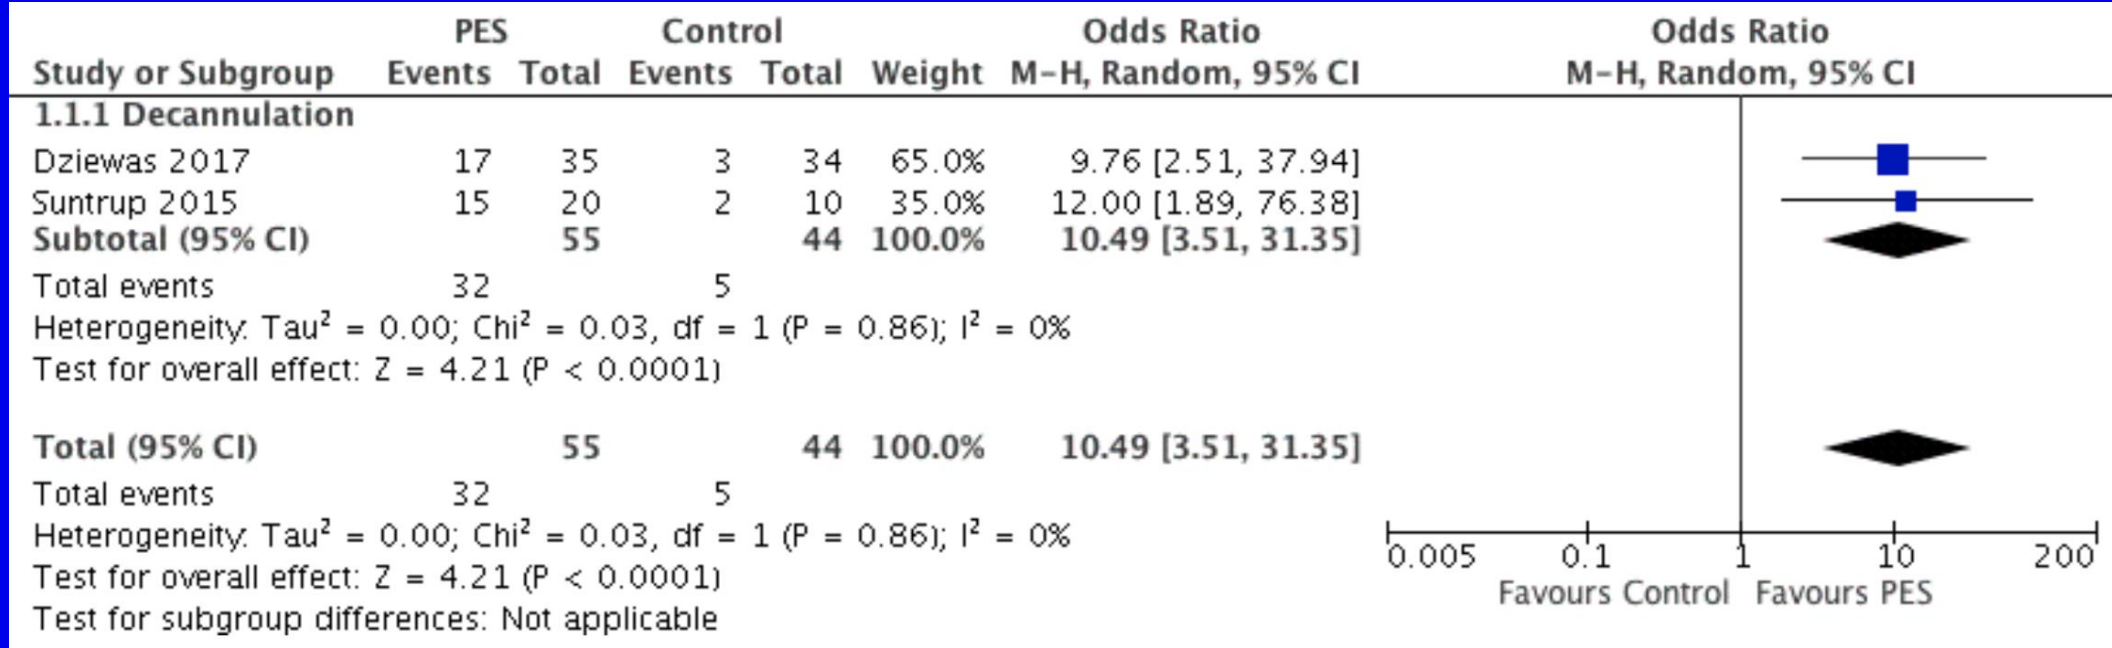 PES Control Odds Ratio Odds Ratio
Study or Subgroup Events Total Events Total Weight M-H, Random, 95% CI M-H, Random, 95% CI
1.1.1 Decannulation
Dziewas 2017 17 35 3 34 65.0% 9.76 [2.51, 37.94]
Suntrup 2015 15 20 2 10 35.0% 12.00 [1.89, 76.38]
Subtotal (95% CI) 55 44 100.0% 10.49 [3.51, 31.35]
Total events 32 5
Heterogeneity: Tau² = 0.00; Chi² = 0.03, df = 1 (P = 0.86); I² = 0%
Test for overall effect: Z = 4.21 (P < 0.0001)
Total (95% CI) 55 44 100.0% 10.49 [3.51, 31.35]
Total events 32 5
Heterogeneity: Tau² = 0.00; Chi² = 0.03, df = 1 (P = 0.86); I² = 0%
Test for overall effect: Z = 4.21 (P < 0.0001)
Test for subgroup differences: Not applicable
0.005 0.1 1 10 200
Favours Control Favours PES